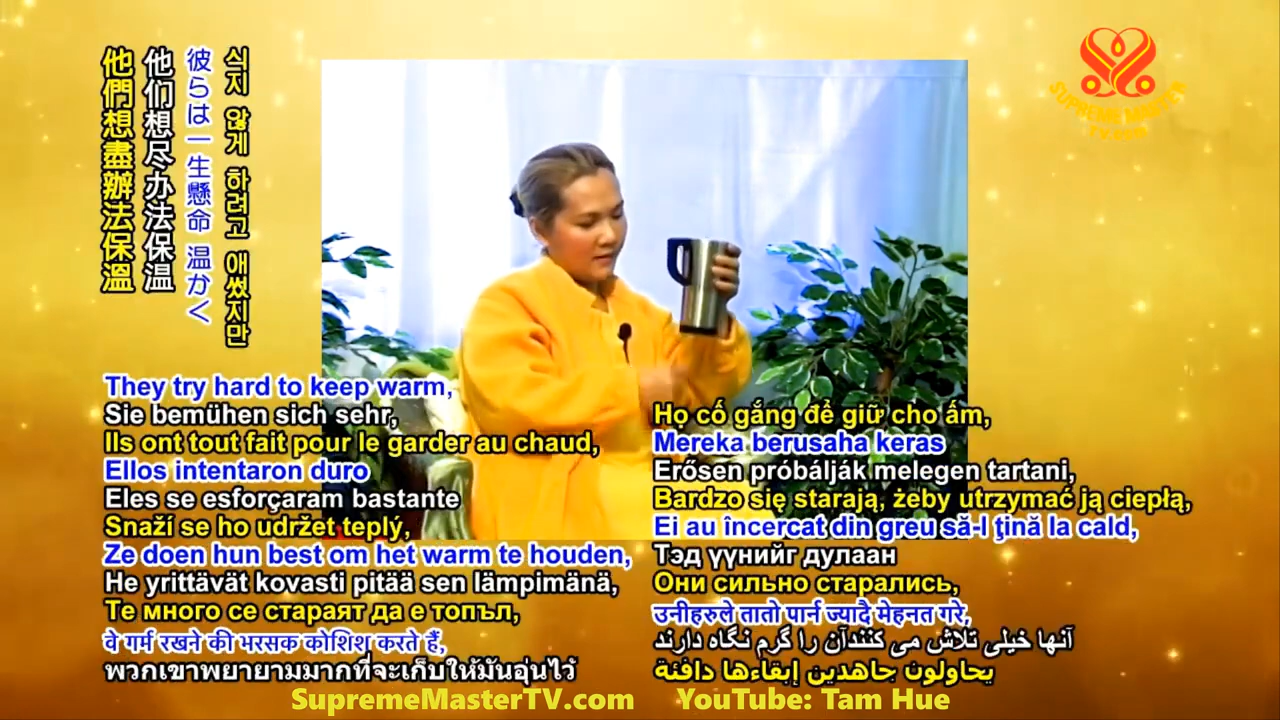 他們想盡辦法保溫
他们想尽办法保温
彼らは一生懸命 温かく
식지 않게 하려고 애썼지만
SUPREME MASTER
TV.com
They try hard to keep warm,
Sie bemühen sich sehr,
Ils ont tout fait pour le garder au chaud,
Ellos intentaron duro
Eles se esforçaram bastante
Snaží se ho udržet teplý,
Ze doen hun best om het warm te houden,
He yrittävät kovasti pitää sen lämpimänä,
Те много се стараят да е топъл,
वे गर्म रखने की भरसक कोशिश करते हैं,
พวกเขาพยายามมากที่จะเก็บให้มันอุ่นไว้
Họ cố gắng để giữ cho ấm,
Mereka berusaha keras
Erősen próbálják melegen tartani,
Bardzo się starają, żeby utrzymać ją ciepłą,
Ei au încercat din greu să-l ţină la cald,
Тэд үүнийг дулаан
Они сильно старались,
उनीहरुले तातो पार्न ज्यादै मेहनत गरे,
آنها خیلی تلاش می کنندآن را گرم نگاه دارند
يحاولون جاهدين إبقاءها دافئة
SupremeMasterTV.com YouTube: Tam Hue